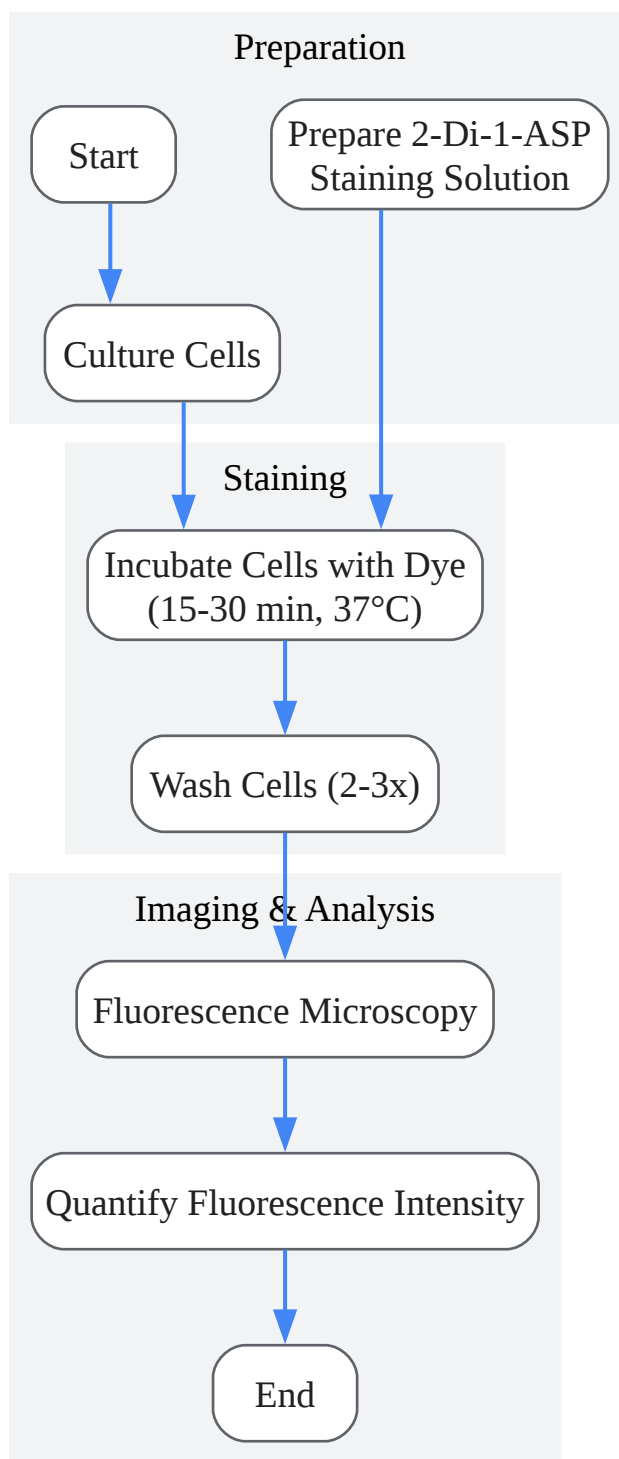 Preparation
Start
Prepare 2-Di-1-ASP
Staining Solution
Culture Cells
Staining
Incubate Cells with Dye
(15-30 min, 37°C)
Wash Cells (2-3x)
Imaging & Analysis
Fluorescence Microscopy
Quantify Fluorescence Intensity
End